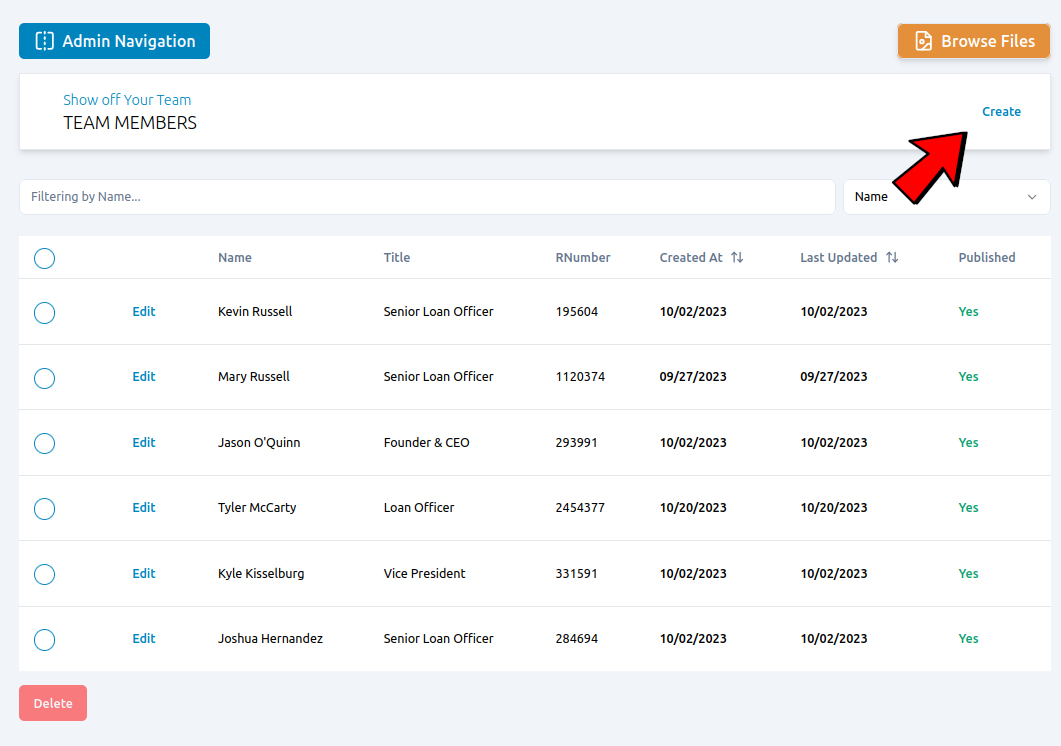 Admin Navigation
Browse Files
Show off Your Team
TEAM MEMBERS
Create
Filtering by Name...
Name
Name Title RNumber Created At Last Updated Published
Edit Kevin Russell Senior Loan Officer 195604 10/02/2023 10/02/2023 Yes
Edit Mary Russell Senior Loan Officer 1120374 09/27/2023 09/27/2023 Yes
Edit Jason O'Quinn Founder & CEO 293991 10/02/2023 10/02/2023 Yes
Edit Tyler McCarty Loan Officer 2454377 10/20/2023 10/20/2023 Yes
Edit Kyle Kisselburg Vice President 331591 10/02/2023 10/02/2023 Yes
Edit Joshua Hernandez Senior Loan Officer 284694 10/02/2023 10/02/2023 Yes
Delete